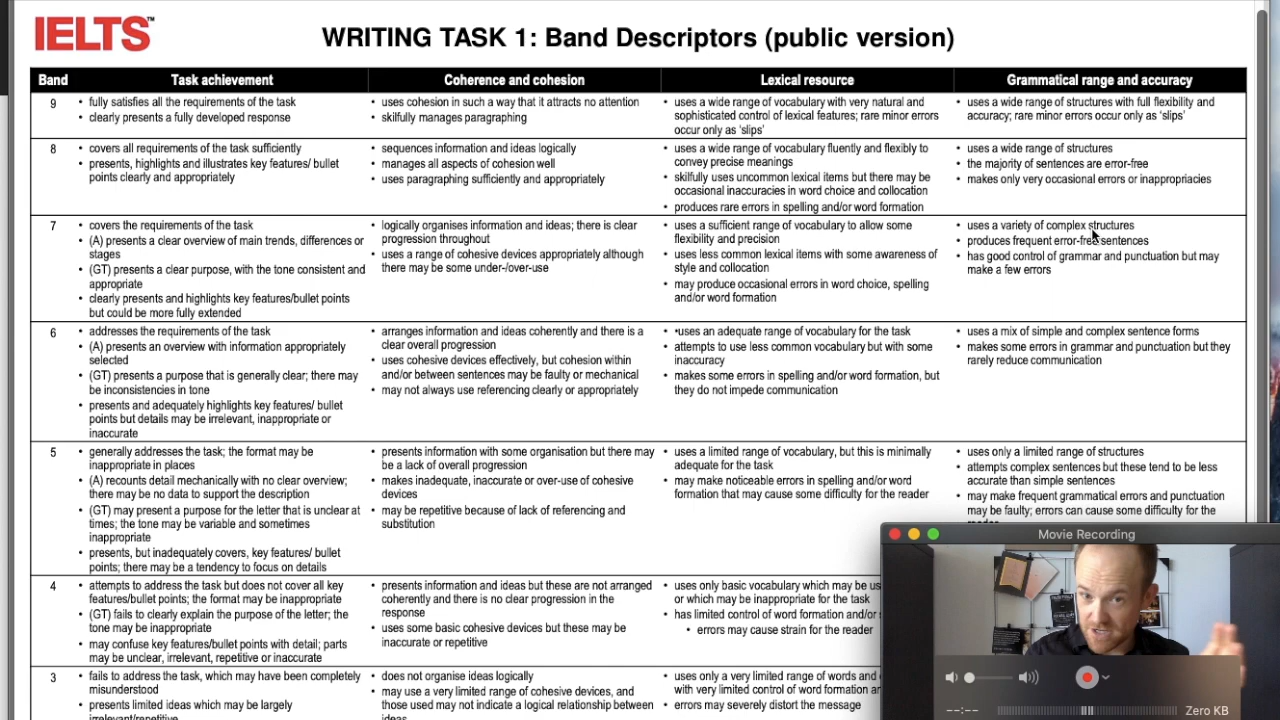 IELTS™
WRITING TASK 1: Band Descriptors (public version)
Band Task achievement Coherence and cohesion Lexical resource Grammatical range and accuracy
9
• fully satisfies all the requirements of the task
• clearly presents a fully developed response
• uses cohesion in such a way that it attracts no attention
• skilfully manages paragraphing
• uses a wide range of vocabulary with very natural and
sophisticated control of lexical features; rare minor errors
occur only as ‘slips’
• uses a wide range of structures with full flexibility and
accuracy; rare minor errors occur only as ‘slips’
8
• covers all requirements of the task sufficiently
• presents, highlights and illustrates key features/ bullet
points clearly and appropriately
• sequences information and ideas logically
• manages all aspects of cohesion well
• uses paragraphing sufficiently and appropriately
• uses a wide range of vocabulary fluently and flexibly to
convey precise meanings
• skilfully uses uncommon lexical items but there may be
occasional inaccuracies in word choice and collocation
• produces rare errors in spelling and/or word formation
• uses a wide range of structures
• the majority of sentences are error-free
• makes only very occasional errors or inappropriacies
7
• covers the requirements of the task
• (A) presents a clear overview of main trends, differences or
stages
• (GT) presents a clear purpose, with the tone consistent and
appropriate
• clearly presents and highlights key features/bullet points
but could be more fully extended
• logically organises information and ideas; there is clear
progression throughout
• uses a range of cohesive devices appropriately although
there may be some under-/over-use
• uses a sufficient range of vocabulary to allow some
flexibility and precision
• uses less common lexical items with some awareness of
style and collocation
• may produce occasional errors in word choice, spelling
and/or word formation
• uses a variety of complex structures
• produces frequent error-free sentences
• has good control of grammar and punctuation but may
make a few errors
6
• addresses the requirements of the task
• (A) presents an overview with information appropriately
selected
• (GT) presents a purpose that is generally clear; there may
be inconsistencies in tone
• presents and adequately highlights key features/ bullet
points but details may be irrelevant, inappropriate or
inaccurate
• arranges information and ideas coherently and there is a
clear overall progression
• uses cohesive devices effectively, but cohesion within
and/or between sentences may be faulty or mechanical
• may not always use referencing clearly or appropriately
• •uses an adequate range of vocabulary for the task
• attempts to use less common vocabulary but with some
inaccuracy
• makes some errors in spelling and/or word formation, but
they do not impede communication
• uses a mix of simple and complex sentence forms
• makes some errors in grammar and punctuation but they
rarely reduce communication
5
• generally addresses the task; the format may be
inappropriate in places
• (A) recounts detail mechanically with no clear overview;
there may be no data to support the description
• (GT) may present a purpose for the letter that is unclear at
times; the tone may be variable and sometimes
inappropriate
• presents, but inadequately covers, key features/ bullet
points; there may be a tendency to focus on details
• presents information with some organisation but there may
be a lack of overall progression
• makes inadequate, inaccurate or over-use of cohesive
devices
• may be repetitive because of lack of referencing and
substitution
• uses a limited range of vocabulary, but this is minimally
adequate for the task
• may make noticeable errors in spelling and/or word
formation that may cause some difficulty for the reader
• uses only a limited range of structures
• attempts complex sentences but these tend to be less
accurate than simple sentences
• may make frequent grammatical errors and punctuation
may be faulty; errors can cause some difficulty for the
4
• attempts to address the task but does not cover all key
features/bullet points; the format may be inappropriate
• (GT) fails to clearly explain the purpose of the letter; the
tone may be inappropriate
• may confuse key features/bullet points with detail; parts
may be unclear, irrelevant, repetitive or inaccurate
• presents information and ideas but these are not arranged
coherently and there is no clear progression in the
response
• uses some basic cohesive devices but these may be
inaccurate or repetitive
• uses only basic vocabulary which may be
or which may be inappropriate for the
• has limited control of word formation and/or
• errors may cause strain for the reader
3
• fails to address the task, which may have been completely
misunderstood
• presents limited ideas which may be largely
irrelevant/repetitive
• does not organise ideas logically
• may use a very limited range of cohesive devices, and
those used may not indicate a logical relationship between
ideas
• uses only a very limited range of words and
with very limited control of word formation
• errors may severely distort the message
Movie Recording
--:--
Zero KB